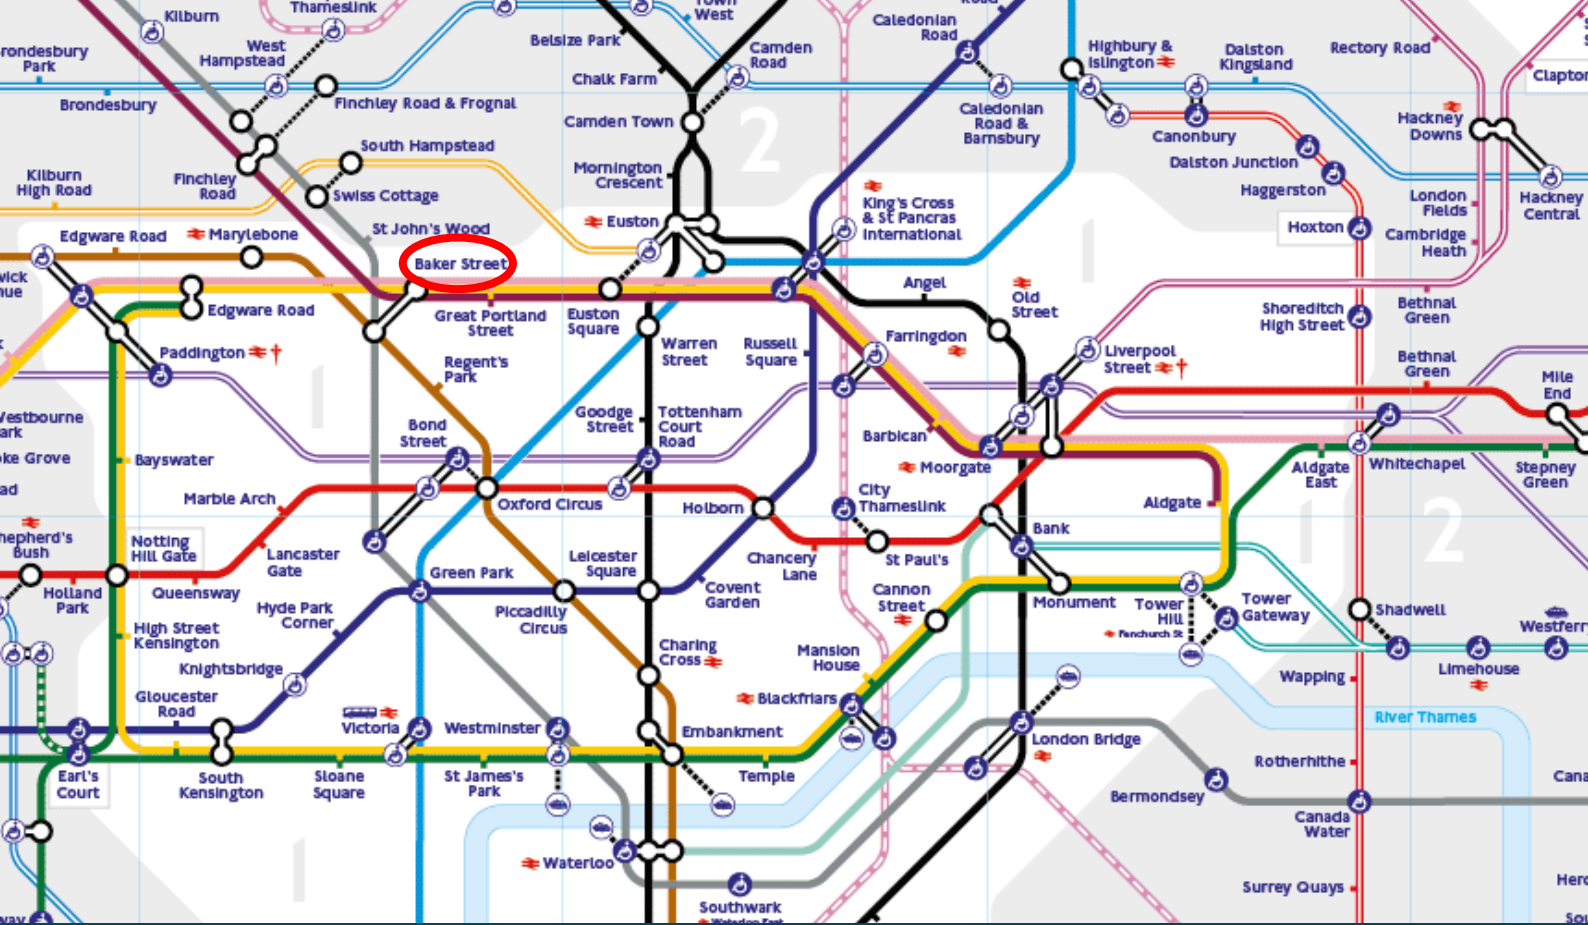 Kilburn
Thameslink
Town
West
Caledonian
Road
Belsize Park
Camden
Road
Highbury &
Islington
Dalston
Kingsland
Rectory Road
West
Hampstead
Brondesbury
Park
Chalk Farm
Clapton
Brondesbury
Finchley Road & Frognal
Camden Town
2
Caledonian
Road &
Barnsbury
Canonbury
Hackney
Downs
South Hampstead
Dalston Junction
Kilburn
High Road
Finchley
Road
Swiss Cottage
Mornington
Crescent
Haggerston
London
Fields
Hackney
Central
King's Cross
& St Pancras
International
1
Hoxton
Cambridge
Heath
St John's Wood
Euston
Edgware Road
Marylebone
Baker Street
Angel
Old
Street
Edgware Road
Great Portland
Street
Euston
Square
Shoreditch
High Street
Bethnal
Green
Paddington
Warren
Street
Russell
Square
Farringdon
Liverpool
Street
Bethnal
Green
Mile
End
Regent's
Park
1
Goodge
Street
Tottenham
Court
Road
Bond
Street
Barbican
Moorgate
Bayswater
Aldgate
East
Whitechapel
Stepney
Green
Marble Arch
Oxford Circus
Holborn
City
Thameslink
Aldgate
Bank
1
2
Notting
Hill Gate
Lancaster
Gate
Leicester
Square
Chancery
Lane
St Paul's
Holland
Park
Queensway
Green Park
Hyde Park
Corner
Piccadilly
Circus
Covent
Garden
Cannon
Street
Monument
Tower
Hill
Fenchurch St
Tower
Gateway
Shadwell
High Street
Kensington
Knightsbridge
Charing
Cross
Mansion
House
Limehouse
Wapping
Gloucester
Road
Victoria
Westminster
Embankment
Blackfriars
London Bridge
River Thames
Earl's
Court
South
Kensington
Sloane
Square
St James's
Park
Temple
Rotherhithe
Bermondsey
Canada
Water
1
Waterloo
Southwark
Surrey Quays